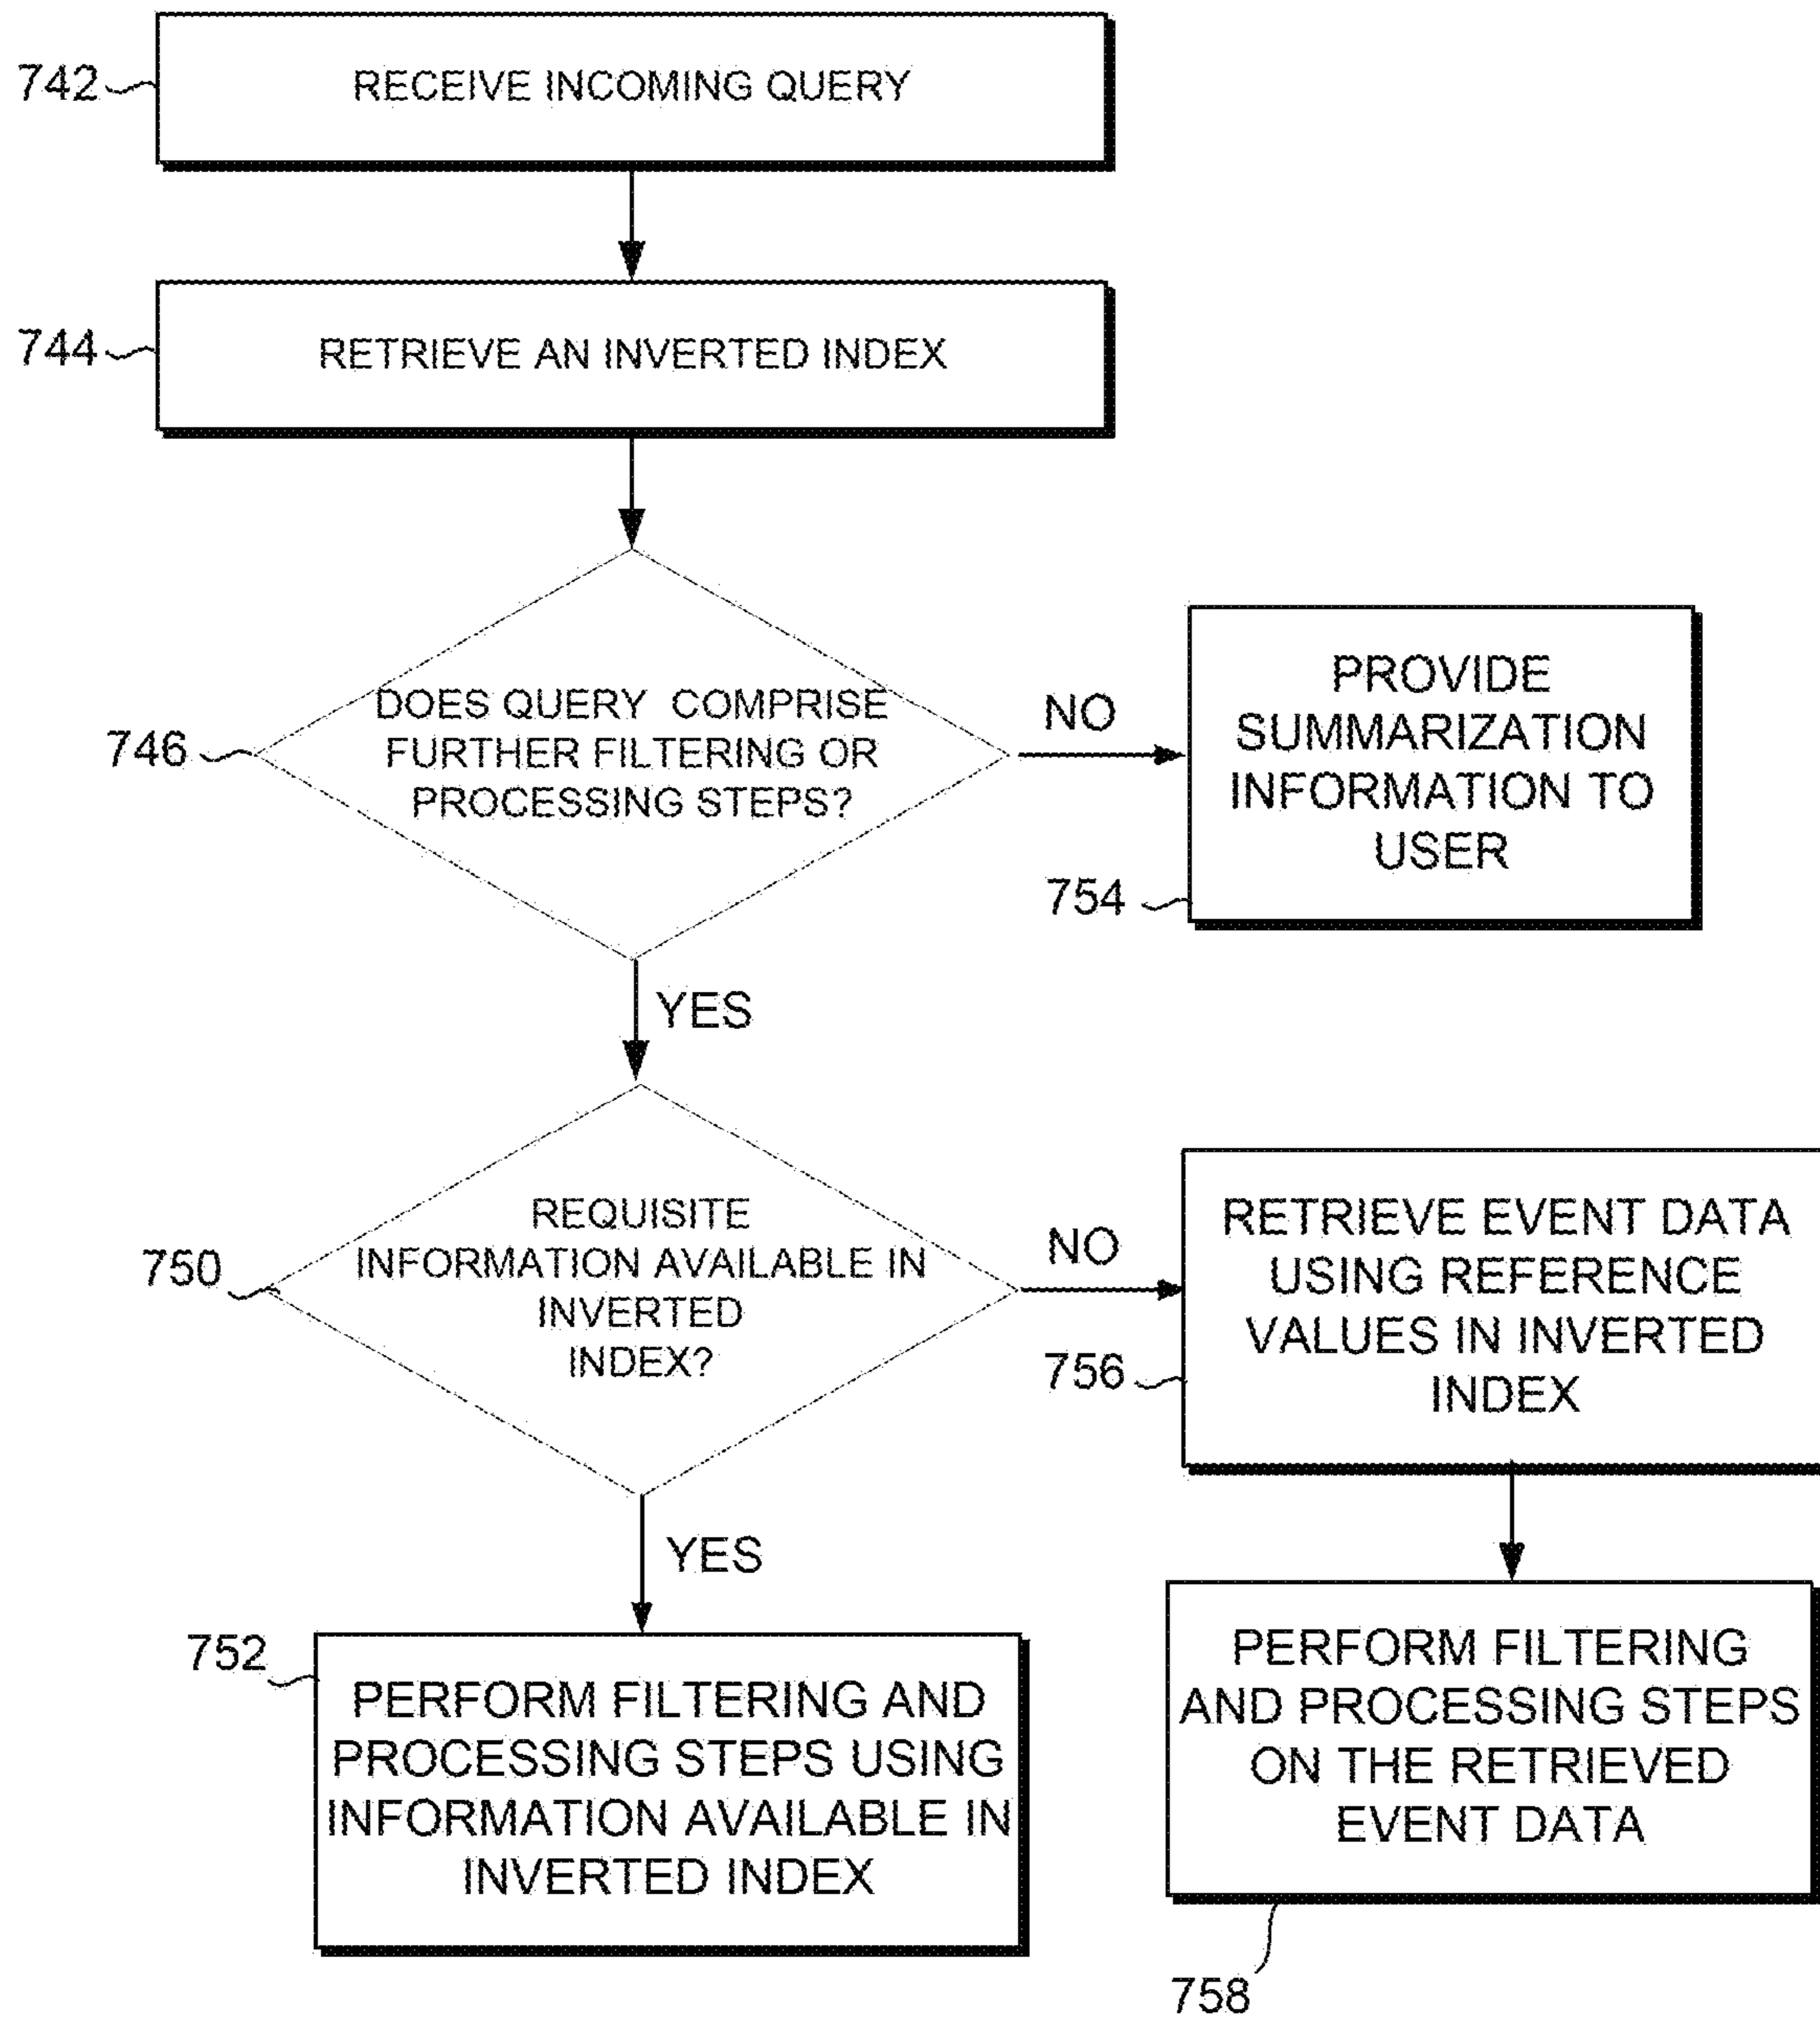 742
RECEIVE INCOMING QUERY
744
RETRIEVE AN INVERTED INDEX
746
DOES QUERY COMPRISE
FURTHER FILTERING OR
PROCESSING STEPS?
NO
PROVIDE
SUMMARIZATION
INFORMATION TO
USER
754
YES
750
REQUISITE
INFORMATION AVAILABLE IN
INVERTED
INDEX?
NO
RETRIEVE EVENT DATA
USING REFERENCE
VALUES IN INVERTED
INDEX
756
YES
752
PERFORM FILTERING AND
PROCESSING STEPS USING
INFORMATION AVAILABLE IN
INVERTED INDEX
PERFORM FILTERING
AND PROCESSING STEPS
ON THE RETRIEVED
EVENT DATA
758